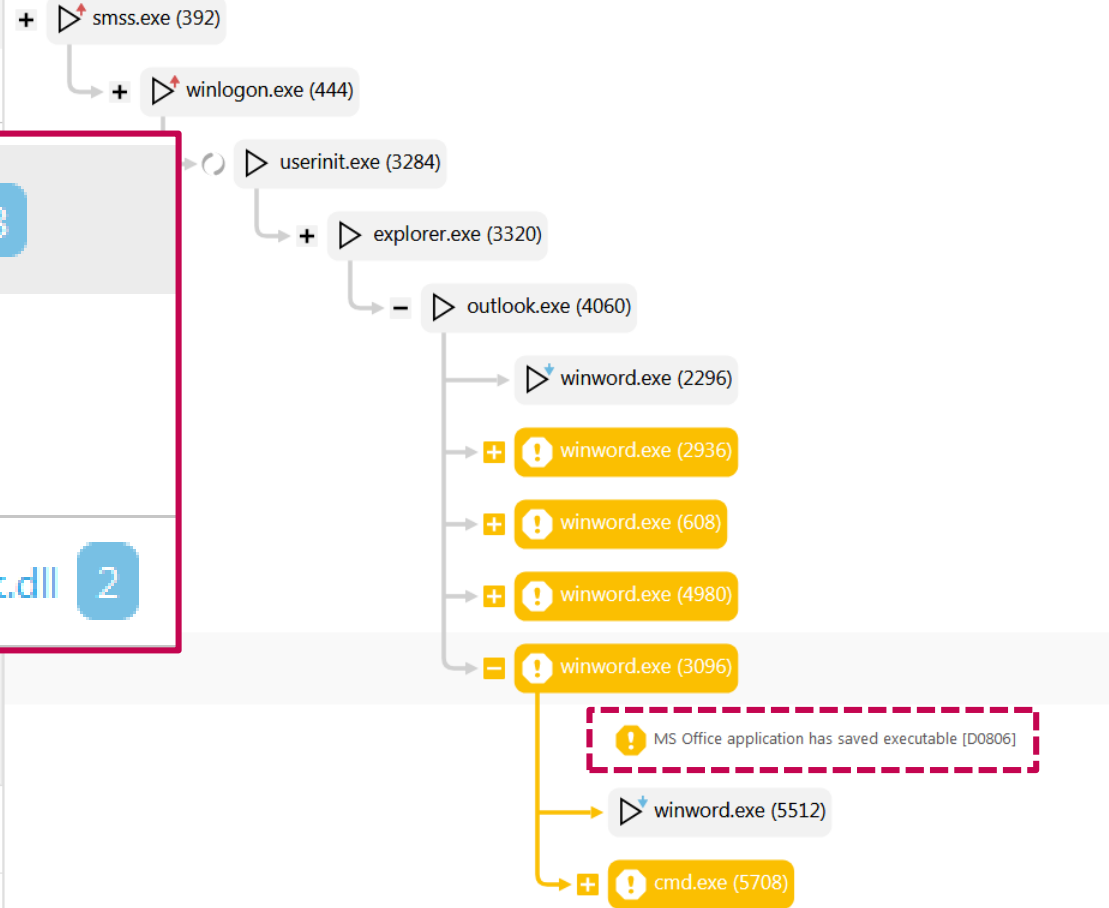 smss.exe (392)
winlogon.exe (444)
userinit.exe (3284)
explorer.exe (3320)
outlook.exe (4060)
winword.exe (2296)
winword.exe (2936)
winword.exe (608)
.dll 2
winword.exe (4980)
winword.exe (3096)
MS Office application has saved executable [D0806]
winword.exe (5512)
cmd.exe (5708)